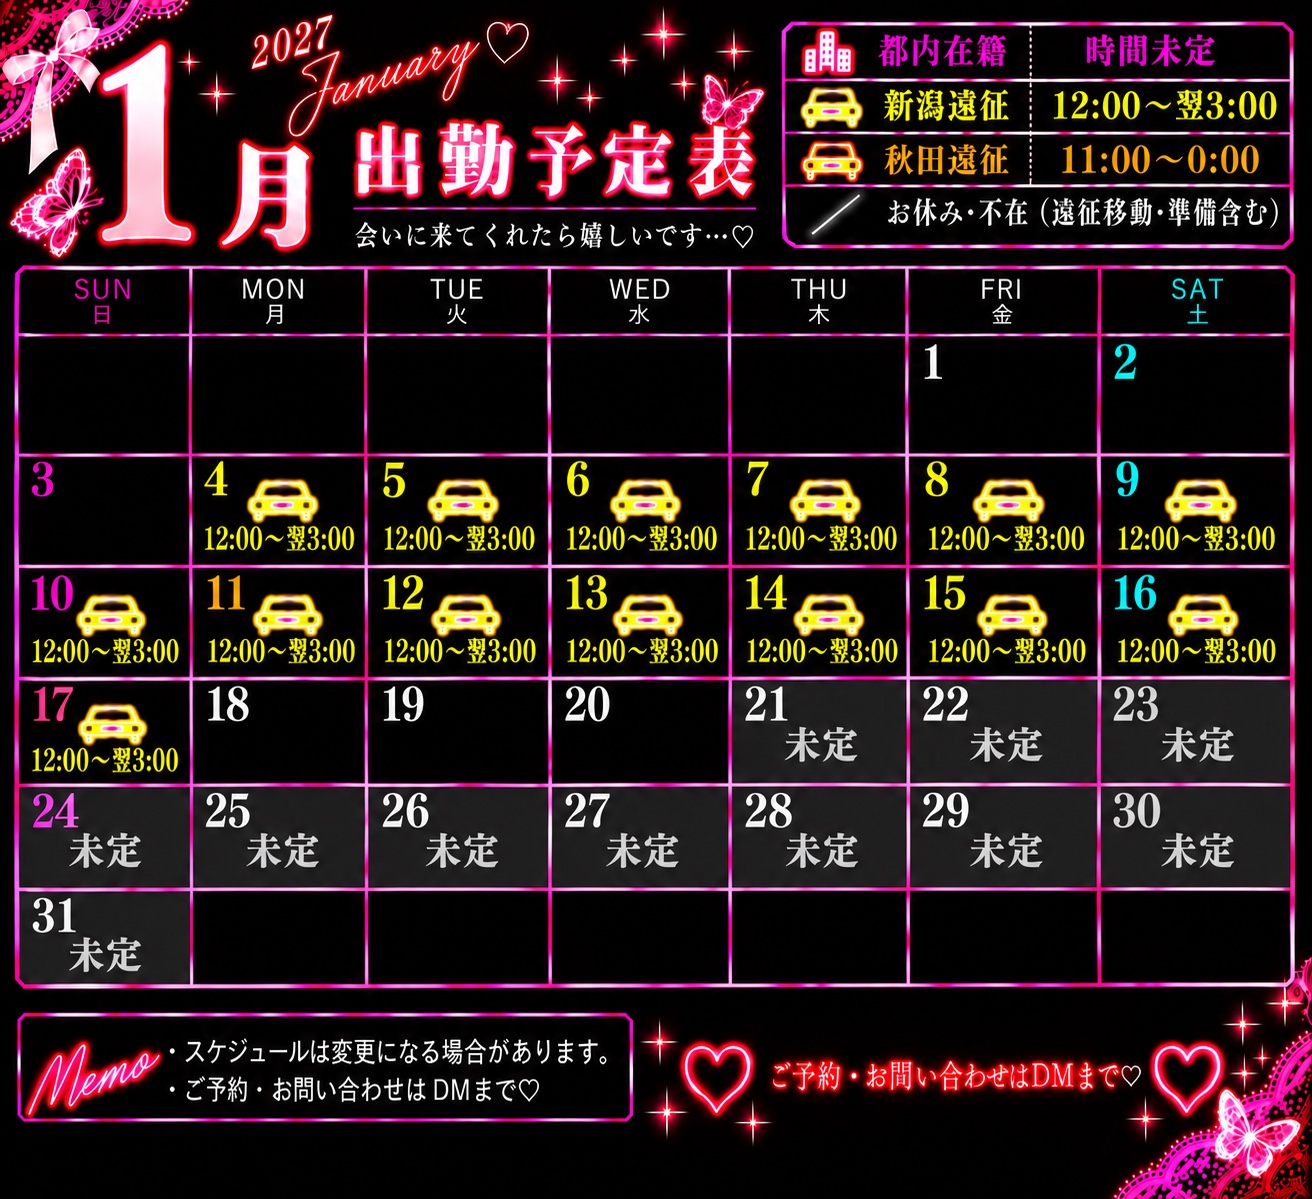 2027
January♡
1月
出勤予定表
会いに来てくれたら嬉しいです…♡
都内在籍 時間未定
新潟遠征 12:00～翌3:00
秋田遠征 11:00～0:00
お休み・不在（遠征移動・準備含む）
SUN MON TUE WED THU FRI SAT
日 月 火 水 木 金 土
1 2
3 4 5 6 7 8 9
12:00～翌3:00 12:00～翌3:00 12:00～翌3:00 12:00～翌3:00 12:00～翌3:00 12:00～翌3:00
10 11 12 13 14 15 16
12:00～翌3:00 12:00～翌3:00 12:00～翌3:00 12:00～翌3:00 12:00～翌3:00 12:00～翌3:00 12:00～翌3:00
17 18 19 20 21 22 23
12:00～翌3:00 未定 未定 未定
24 25 26 27 28 29 30
未定 未定 未定 未定 未定 未定 未定
31
未定
Memo
・スケジュールは変更になる場合があります。
・ご予約・お問い合わせは DMまで♡
ご予約・お問い合わせはDMまで♡